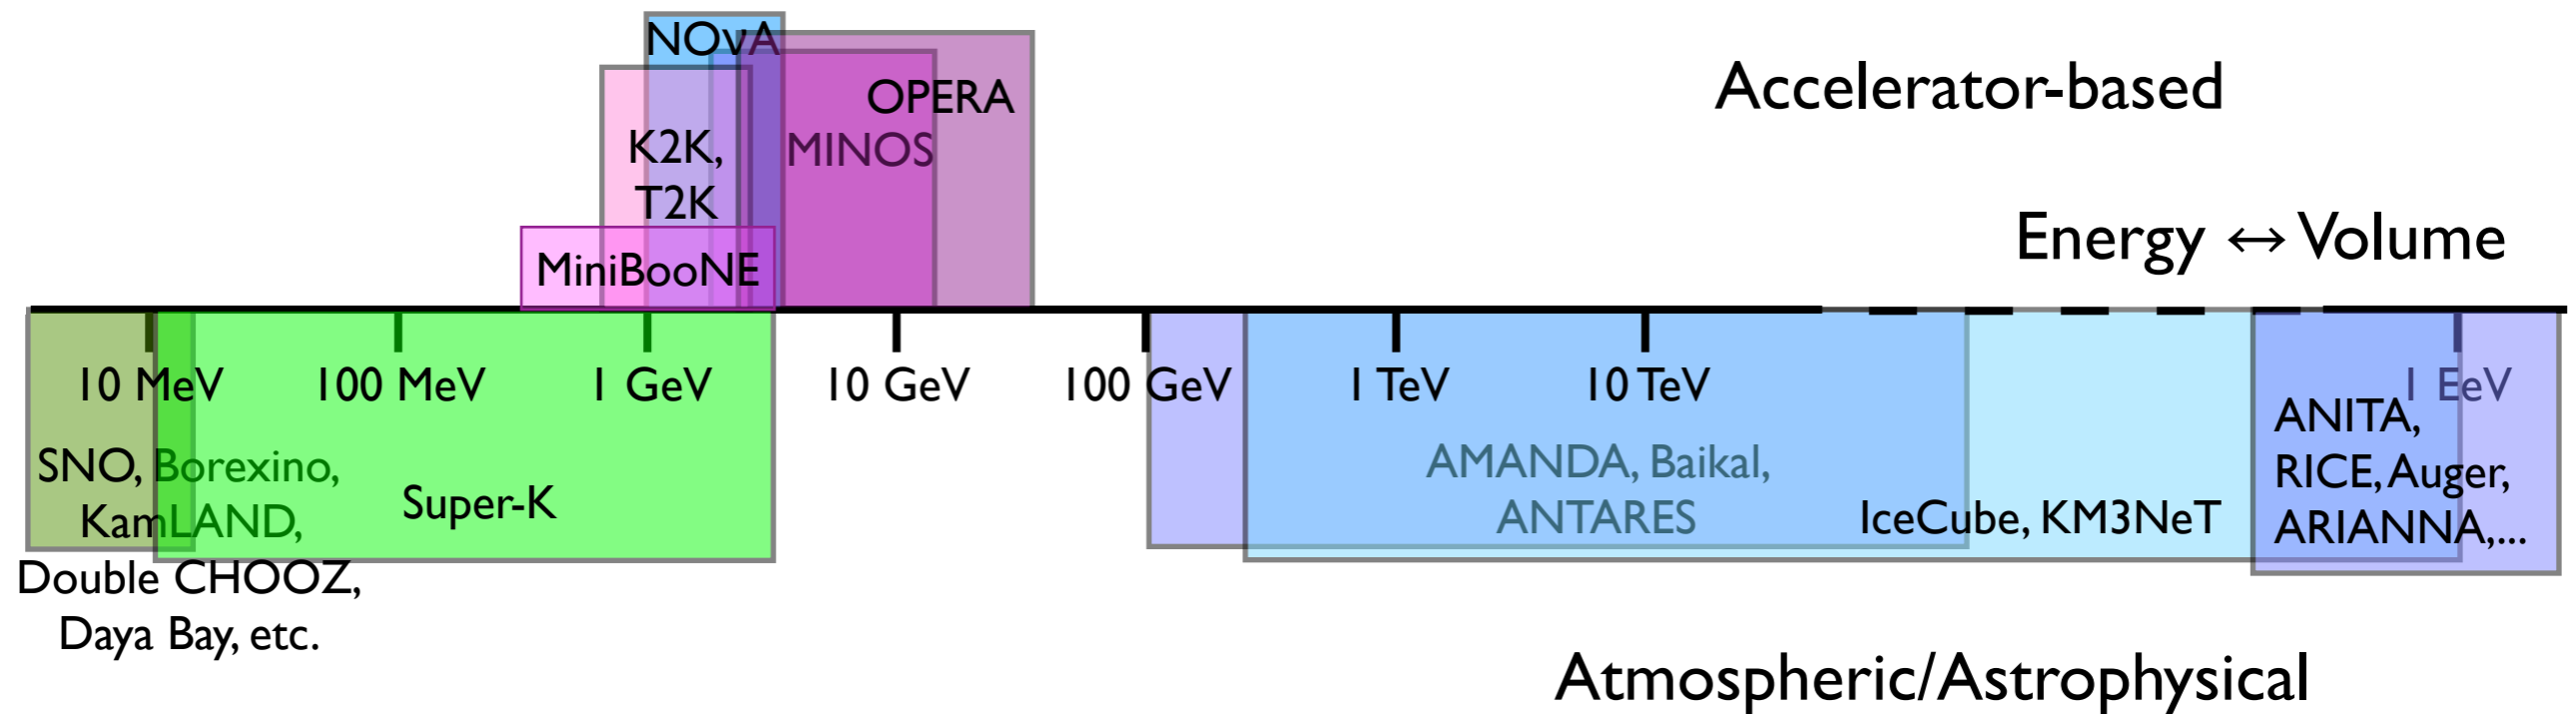 NOνA
Accelerator-based
OPERA
K2K,
T2K
MINOS
MiniBooNE
Energy ↔ Volume
10 MeV
100 MeV
1 GeV
10 GeV
100 GeV
1 TeV
10 TeV
1 EeV
SNO, Borexino,
KamLAND,
Double CHOOZ,
Daya Bay, etc.
Super-K
AMANDA, Baikal,
ANTARES
IceCube, KM3NeT
ANITA,
RICE, Auger,
ARIANNA,...
Atmospheric/Astrophysical